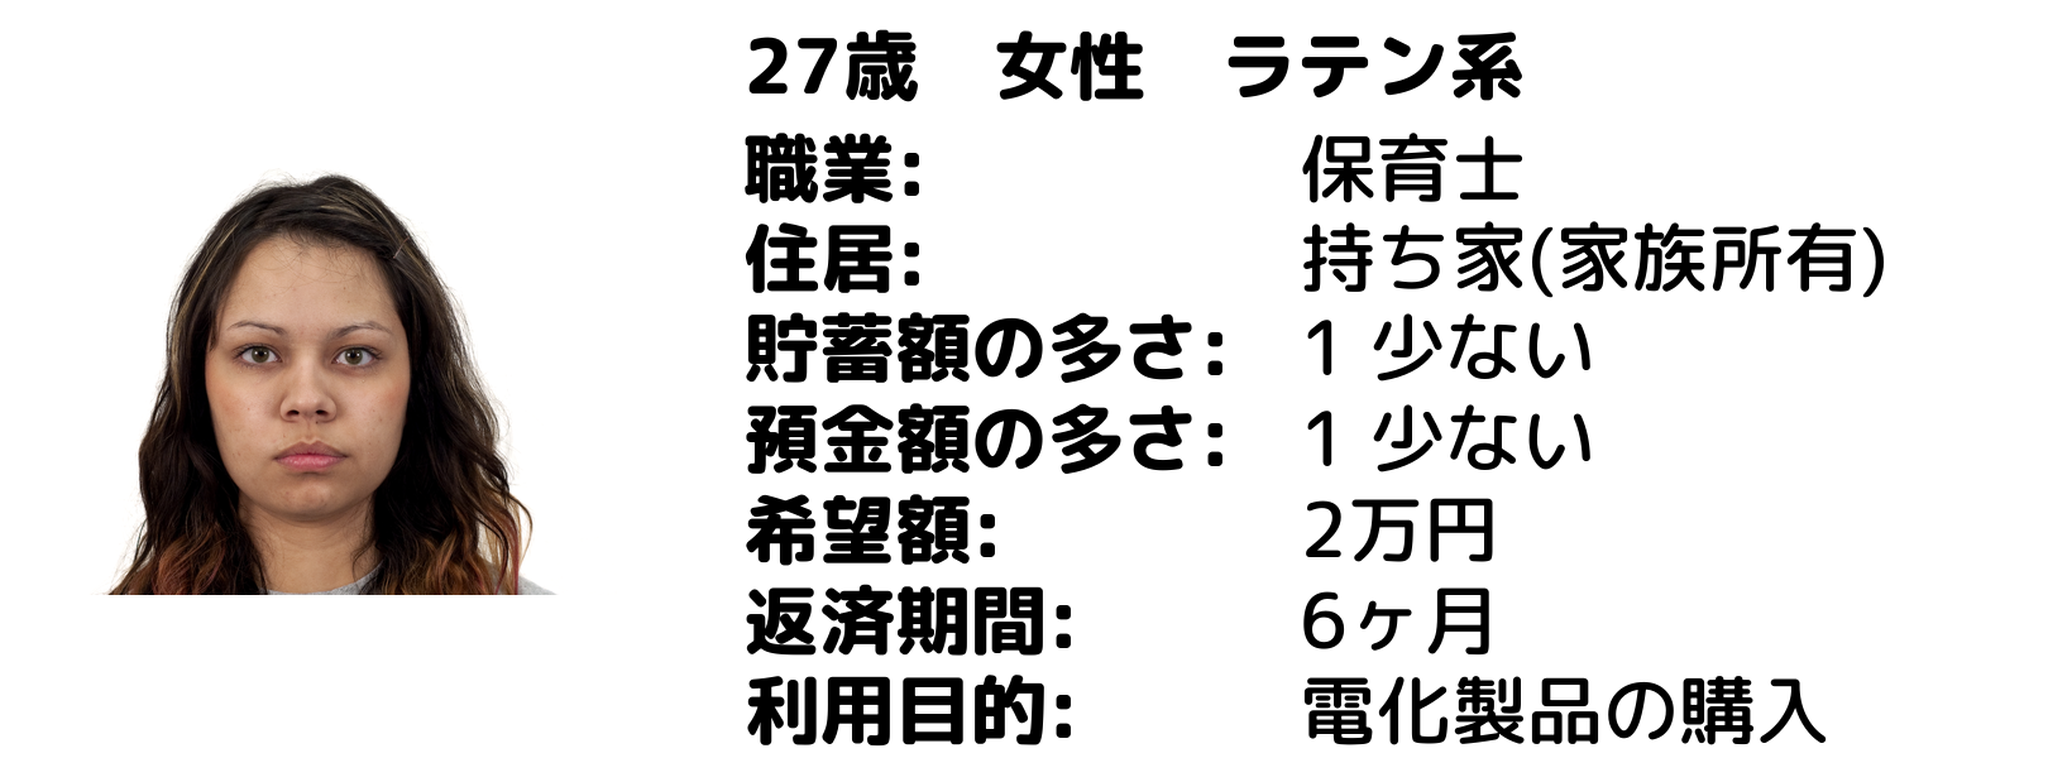 27歳　女性　ラテン系
職業: 保育士
住居: 持ち家(家族所有)
貯蓄額の多さ: 1 少ない
預金額の多さ: 1 少ない
希望額: 2万円
返済期間: 6ヶ月
利用目的: 電化製品の購入